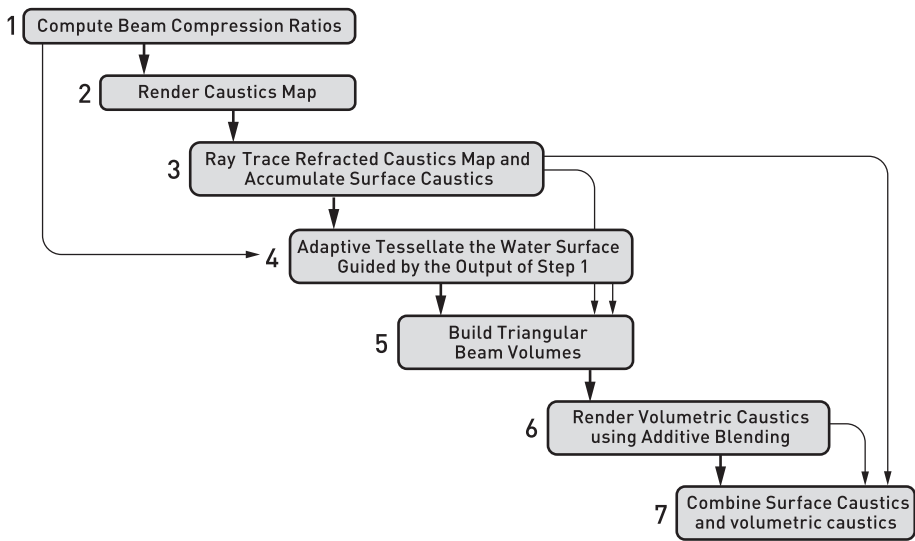 1 Compute Beam Compression Ratios
2 Render Caustics Map
3 Ray Trace Refracted Caustics Map and
Accumulate Surface Caustics
4 Adaptive Tessellate the Water Surface
Guided by the Output of Step 1
5 Build Triangular
Beam Volumes
6 Render Volumetric Caustics
using Additive Blending
7 Combine Surface Caustics
and volumetric caustics